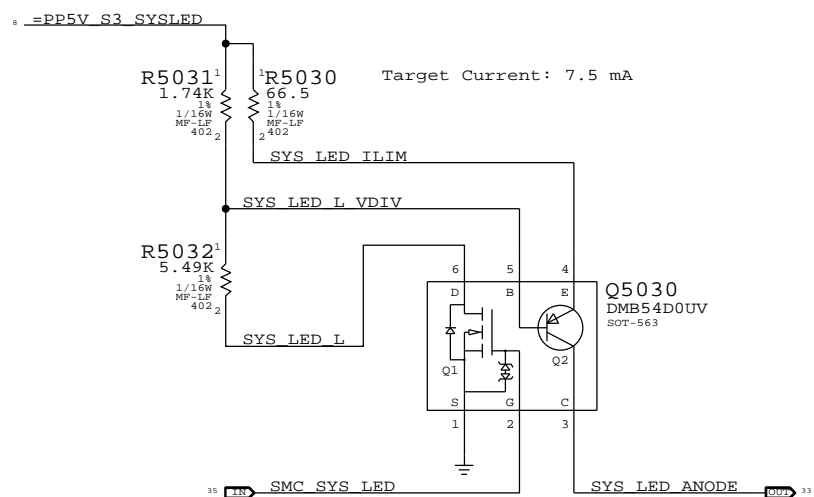 8 =PP5V_S3_SYSLED
R5031 1
1.74K
1%
1/16W
MF-LF
402
2
1 R5030
66.5
1%
1/16W
MF-LF
402
2
Target Current: 7.5 mA
SYS_LED_ILIM
SYS_LED_L_VDIV
R5032 1
5.49K
1%
1/16W
MF-LF
402
2
SYS_LED_L
6 5 4
D B E
Q5030
DMB54D0UV
SOT-563
Q1 Q2
S G C
1 2 3
35 IN SMC_SYS_LED
SYS_LED_ANODE OUT 33